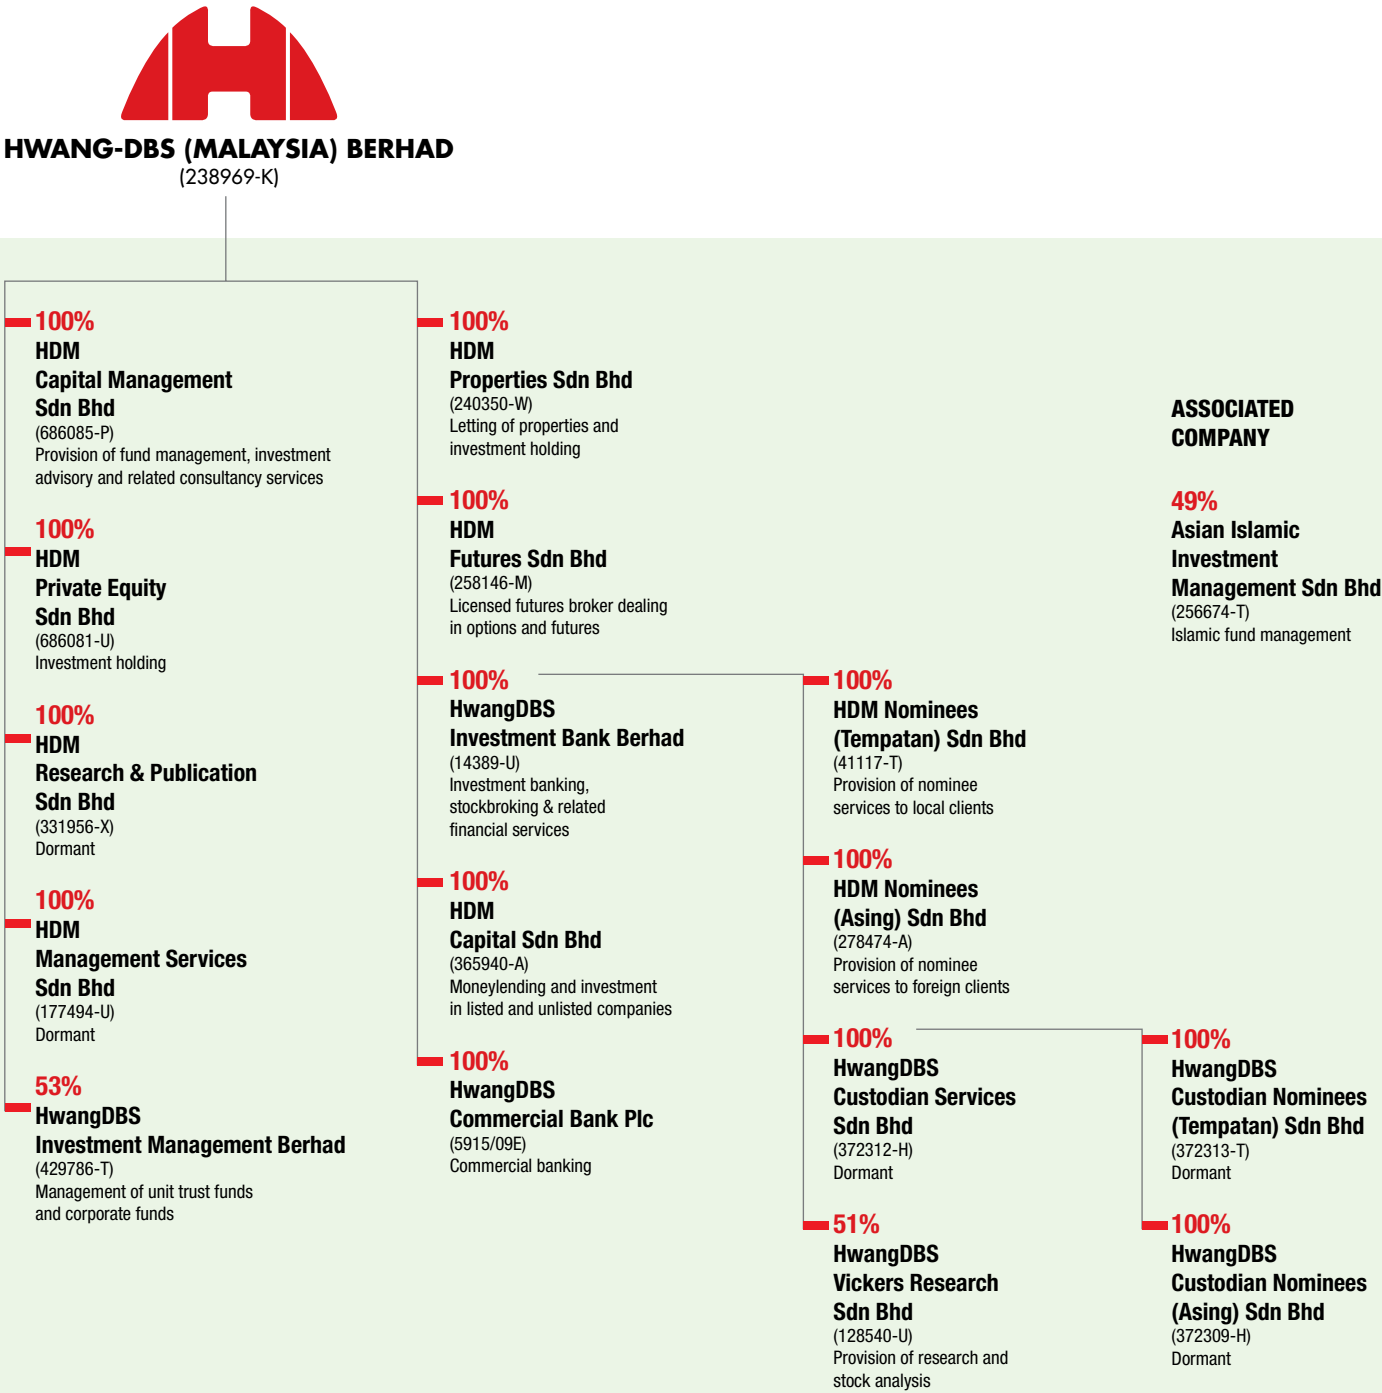 HWANG-DBS (MALAYSIA) BERHAD
(238969-K)
100%
HDM
Capital Management
Sdn Bhd
(686085-P)
Provision of fund management, investment
advisory and related consultancy services
100%
HDM
Private Equity
Sdn Bhd
(686081-U)
Investment holding
100%
HDM
Research & Publication
Sdn Bhd
(331956-X)
Dormant
100%
HDM
Management Services
Sdn Bhd
(177494-U)
Dormant
53%
HwangDBS
Investment Management Berhad
(429786-T)
Management of unit trust funds
and corporate funds
100%
HDM
Properties Sdn Bhd
(240350-W)
Letting of properties and
investment holding
100%
HDM
Futures Sdn Bhd
(258146-M)
Licensed futures broker dealing
in options and futures
100%
HwangDBS
Investment Bank Berhad
(14389-U)
Investment banking,
stockbroking & related
financial services
100%
HDM
Capital Sdn Bhd
(365940-A)
Moneylending and investment
in listed and unlisted companies
100%
HwangDBS
Commercial Bank Plc
(5915/09E)
Commercial banking
100%
HDM Nominees
(Tempatan) Sdn Bhd
(41117-T)
Provision of nominee
services to local clients
100%
HDM Nominees
(Asing) Sdn Bhd
(278474-A)
Provision of nominee
services to foreign clients
100%
HwangDBS
Custodian Services
Sdn Bhd
(372312-H)
Dormant
51%
HwangDBS
Vickers Research
Sdn Bhd
(128540-U)
Provision of research and
stock analysis
ASSOCIATED
COMPANY
49%
Asian Islamic
Investment
Management Sdn Bhd
(256674-T)
Islamic fund management
100%
HwangDBS
Custodian Nominees
(Tempatan) Sdn Bhd
(372313-T)
Dormant
100%
HwangDBS
Custodian Nominees
(Asing) Sdn Bhd
(372309-H)
Dormant